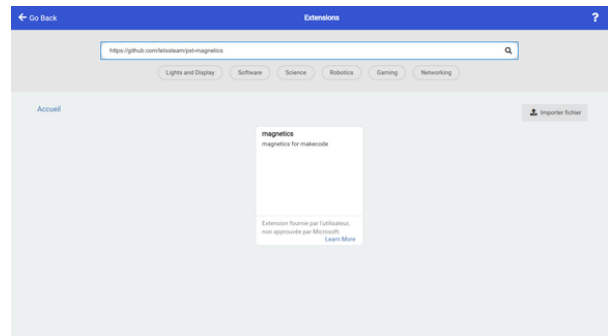 Go Back
Extensions
?
https://github.com/letssteam/pxt-magnetics
Lights and Display
Software
Science
Robotics
Gaming
Networking
Accueil
Importer fichier
magnetics
magnetics for makecode
Extension fournie par l'utilisateur,
non approuvée par Microsoft
Learn More